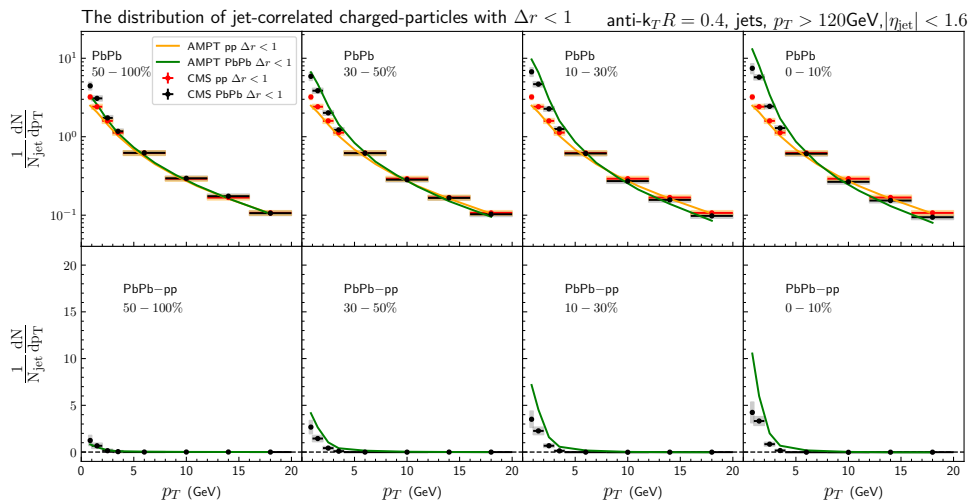 The distribution of jet-correlated charged-particles with Δr < 1
anti-k_T R = 0.4, jets, p_T > 120GeV,|η_jet| < 1.6
PbPb
50 − 100%
AMPT pp Δr < 1
AMPT PbPb Δr < 1
CMS pp Δr < 1
CMS PbPb Δr < 1
PbPb
30 − 50%
PbPb
10 − 30%
PbPb
0 − 10%
10^1
10^0
10^−1
1/N_jet dN/dp_T
PbPb−pp
50 − 100%
PbPb−pp
30 − 50%
PbPb−pp
10 − 30%
PbPb−pp
0 − 10%
20
15
10
5
0
1/N_jet dN/dp_T
0 5 10 15 20
5 10 15 20
5 10 15 20
5 10 15 20
p_T (GeV)
p_T (GeV)
p_T (GeV)
p_T (GeV)